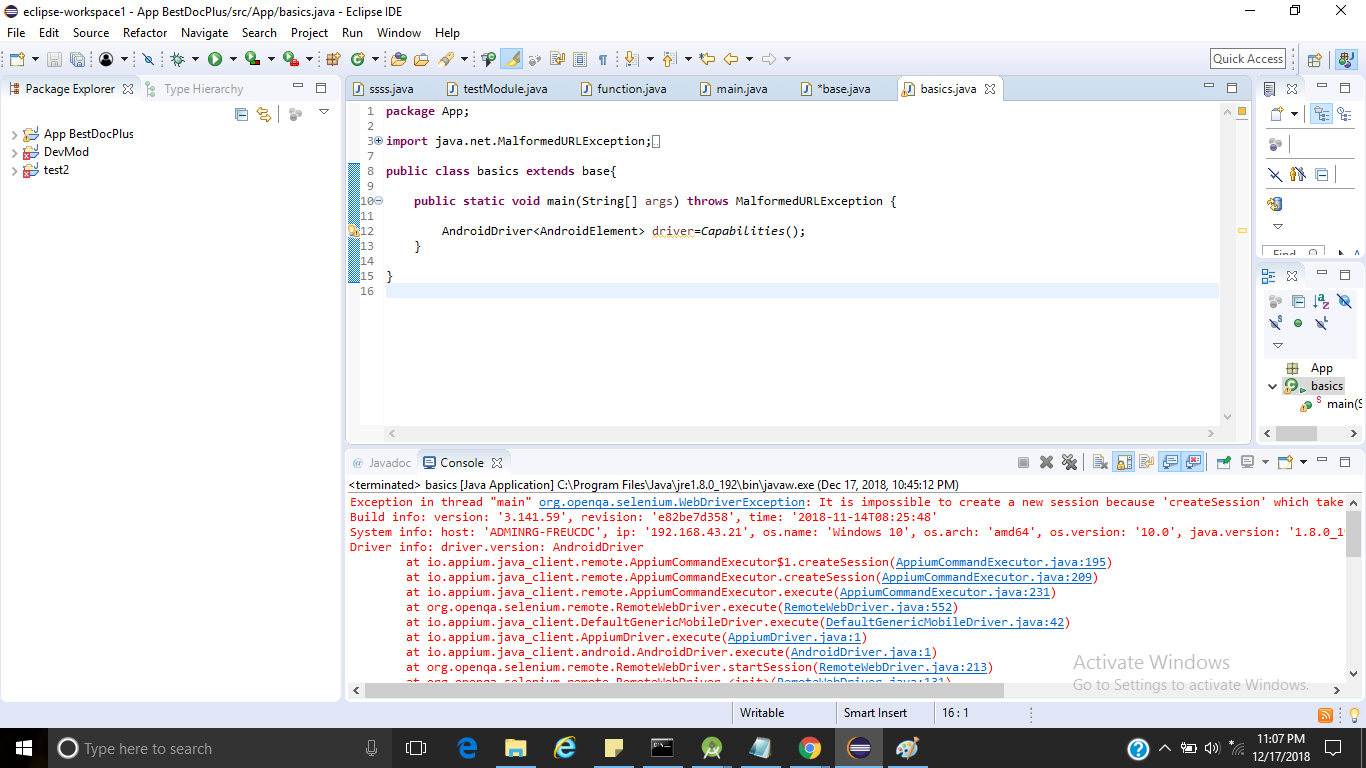 eclipse-workspace1 - App BestDocPlus/src/App/basics.java - Eclipse IDE
File Edit Source Refactor Navigate Search Project Run Window Help
Quick Access
Package Explorer Type Hierarchy
App BestDocPlus
DevMod
test2
ssss.java testModule.java function.java main.java *base.java basics.java
1 package App;
2
3 import java.net.MalformedURLException;
7
8 public class basics extends base{
9
10 public static void main(String[] args) throws MalformedURLException {
11
12 AndroidDriver<AndroidElement> driver=Capabilities();
13 }
14
15 }
16
Find
A
App
basics
main(S
Javadoc Console
<terminated> basics [Java Application] C:\Program Files\Java\jre1.8.0_192\bin\javaw.exe (Dec 17, 2018, 10:45:12 PM)
Exception in thread "main" org.openqa.selenium.WebDriverException: It is impossible to create a new session because 'createSession' which take
Build info: version: '3.141.59', revision: 'e82be7d358', time: '2018-11-14T08:25:48'
System info: host: 'ADMINRG-FREUCDC', ip: '192.168.43.21', os.name: 'Windows 10', os.arch: 'amd64', os.version: '10.0', java.version: '1.8.0_19
Driver info: driver.version: AndroidDriver
at io.appium.java_client.remote.AppiumCommandExecutor$1.createSession(AppiumCommandExecutor.java:195)
at io.appium.java_client.remote.AppiumCommandExecutor.createSession(AppiumCommandExecutor.java:209)
at io.appium.java_client.remote.AppiumCommandExecutor.execute(AppiumCommandExecutor.java:231)
at org.openqa.selenium.remote.RemoteWebDriver.execute(RemoteWebDriver.java:552)
at io.appium.java_client.DefaultGenericMobileDriver.execute(DefaultGenericMobileDriver.java:42)
at io.appium.java_client.AppiumDriver.execute(AppiumDriver.java:1)
at io.appium.java_client.android.AndroidDriver.execute(AndroidDriver.java:1)
at org.openqa.selenium.remote.RemoteWebDriver.startSession(RemoteWebDriver.java:213)
at org.openqa.selenium.remote.RemoteWebDriver.<init>(RemoteWebDriver.java:131)
Activate Windows
Go to Settings to activate Windows.
Writable Smart Insert 16 : 1
Type here to search
11:07 PM
12/17/2018